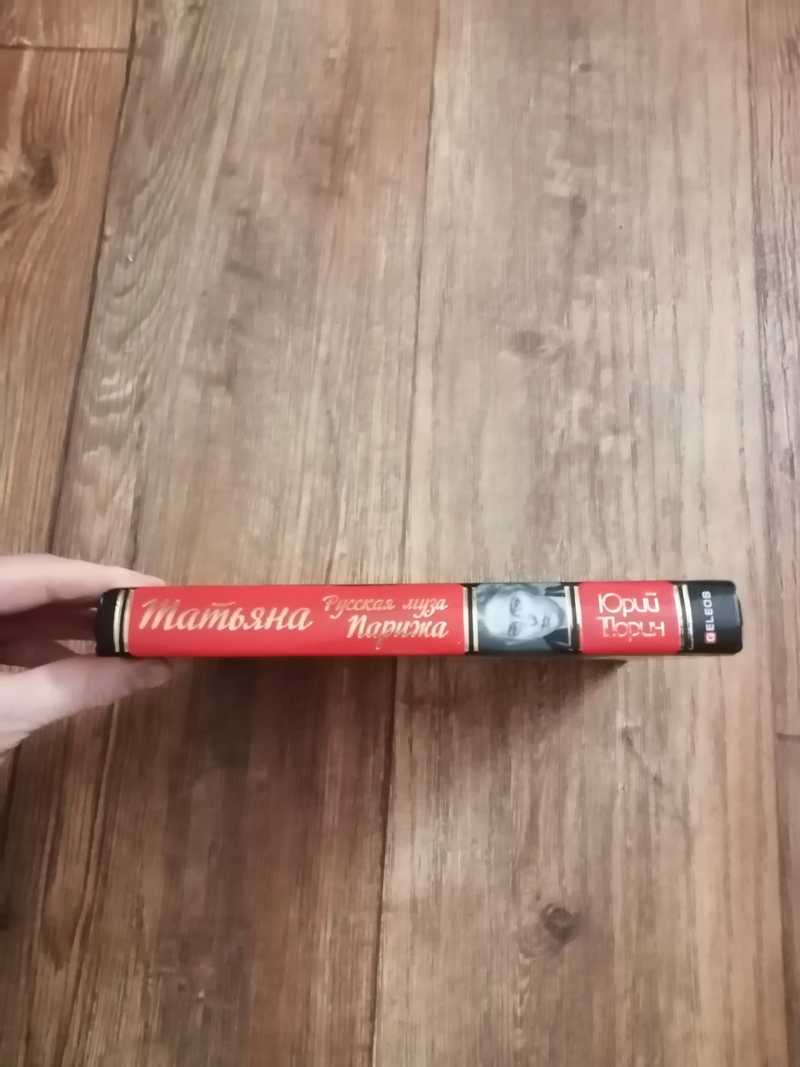 Татьяна
Русская муза
Парижа
Юрий
Тюрин
GELEOS